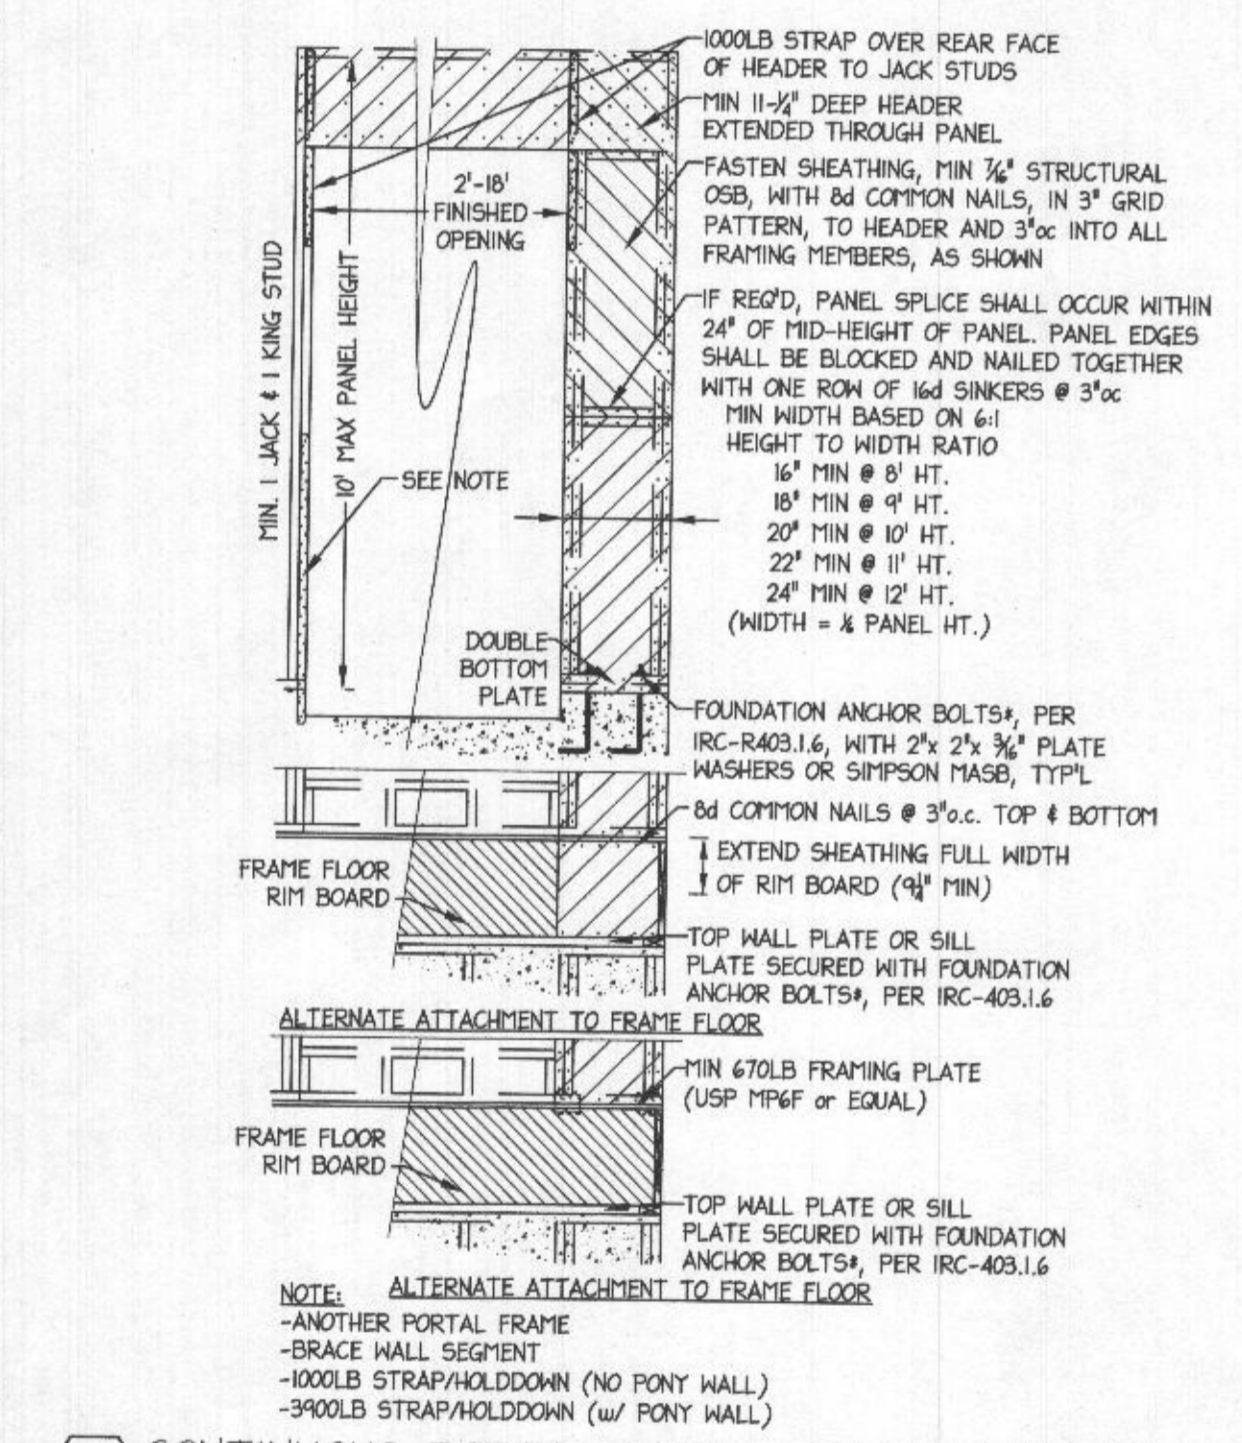 1000LB STRAP OVER REAR FACE
OF HEADER TO JACK STUDS
MIN 11-1/4" DEEP HEADER
EXTENDED THROUGH PANEL
FASTEN SHEATHING, MIN 7/16" STRUCTURAL
OSB, WITH 8d COMMON NAILS, IN 3" GRID
PATTERN, TO HEADER AND 3"oc INTO ALL
FRAMING MEMBERS, AS SHOWN
2'-18'
FINISHED
OPENING
MIN. 1 JACK & 1 KING STUD
10' MAX PANEL HEIGHT
IF REQ'D, PANEL SPLICE SHALL OCCUR WITHIN
24" OF MID-HEIGHT OF PANEL. PANEL EDGES
SHALL BE BLOCKED AND NAILED TOGETHER
WITH ONE ROW OF 16d SINKERS @ 3"oc
MIN WIDTH BASED ON 6:1
HEIGHT TO WIDTH RATIO
16" MIN @ 8' HT.
18" MIN @ 9' HT.
20" MIN @ 10' HT.
22" MIN @ 11' HT.
24" MIN @ 12' HT.
(WIDTH = 1/6 PANEL HT.)
SEE NOTE
DOUBLE
BOTTOM
PLATE
FOUNDATION ANCHOR BOLTS*, PER
IRC-R403.1.6, WITH 2"x 2"x 3/16" PLATE
WASHERS OR SIMPSON MASB, TYP'L
8d COMMON NAILS @ 3"o.c. TOP & BOTTOM
EXTEND SHEATHING FULL WIDTH
OF RIM BOARD (9 1/4" MIN)
FRAME FLOOR
RIM BOARD
TOP WALL PLATE OR SILL
PLATE SECURED WITH FOUNDATION
ANCHOR BOLTS*, PER IRC-403.1.6
ALTERNATE ATTACHMENT TO FRAME FLOOR
MIN 670LB FRAMING PLATE
(USP MP6F or EQUAL)
FRAME FLOOR
RIM BOARD
TOP WALL PLATE OR SILL
PLATE SECURED WITH FOUNDATION
ANCHOR BOLTS*, PER IRC-403.1.6
ALTERNATE ATTACHMENT TO FRAME FLOOR
NOTE:
-ANOTHER PORTAL FRAME
-BRACE WALL SEGMENT
-1000LB STRAP/HOLDDOWN (NO PONY WALL)
-3900LB STRAP/HOLDDOWN (w/ PONY WALL)